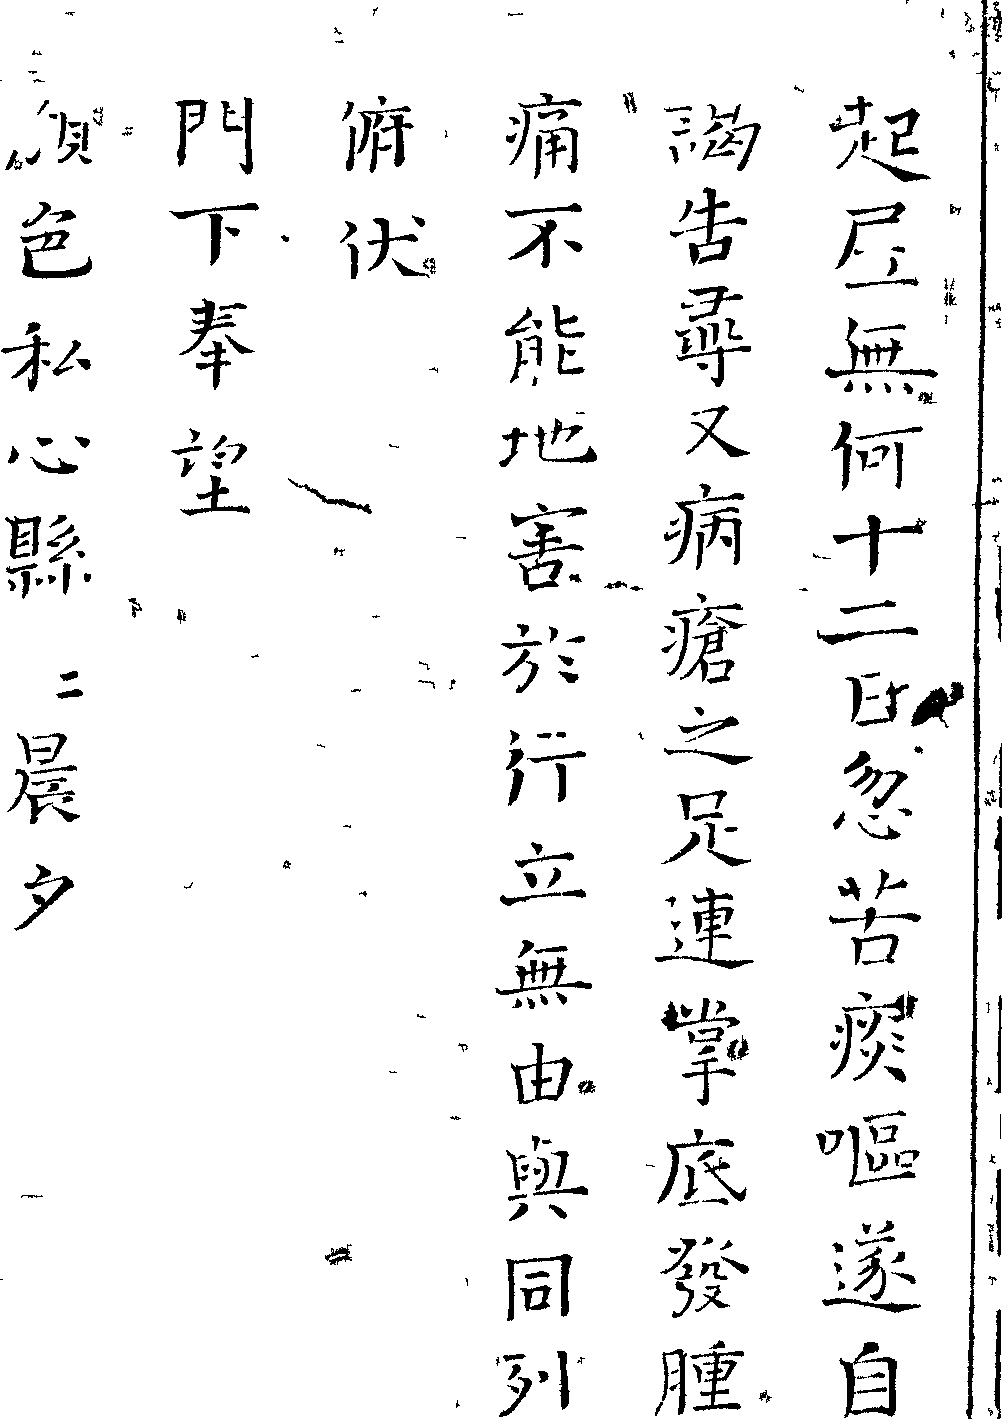 起居無何十二日忽苦痰嘔遂自
謁告尋又病瘡之足連掌底發腫
痛不能地害於行立無由與同列
俯伏
門下奉望
顔色私心縣〻晨夕